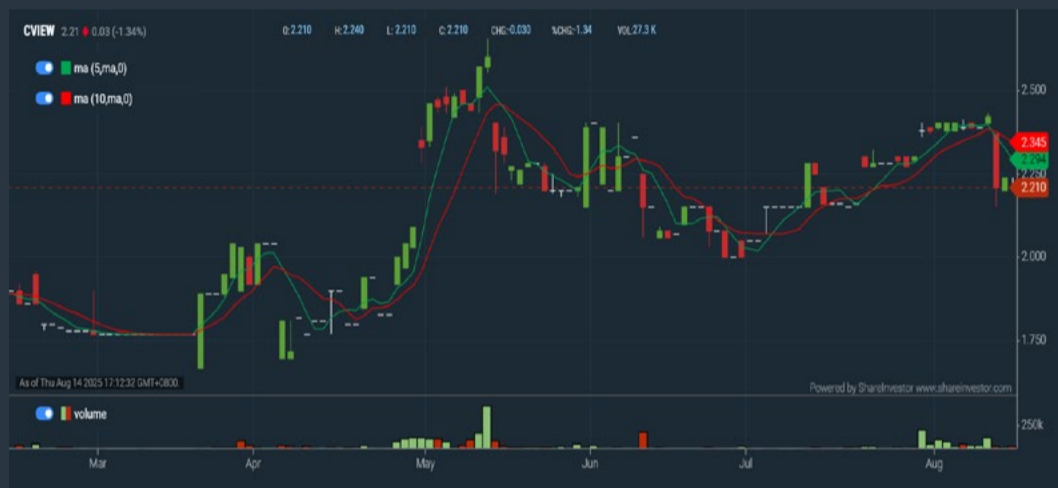 CVIEW 2.21 0.03 (-1.34%) O:2.210 H:2.240 L:2.210 C:2.210 CHG:-0.030 %CHG:-1.34 VOL:27.3 K
ma (5,ma,0)
ma (10,ma,0)
2.500
2.345
2.294
2.250
2.210
2.000
1.750
As of Thu Aug 14 2025 17:12:32 GMT+0800.
Powered by ShareInvestor www.shareinvestor.com
volume
250k
Mar Apr May Jun Jul Aug